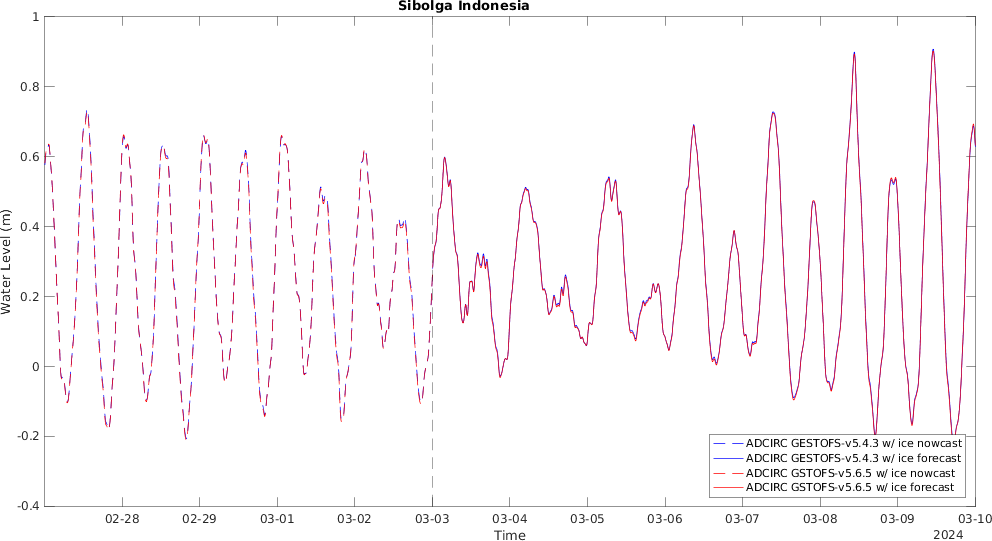 Sibolga Indonesia
1
0.8
0.6
0.4
0.2
0
-0.2
-0.4
Water Level (m)
ADCIRC GESTOFS-v5.4.3 w/ ice nowcast
ADCIRC GESTOFS-v5.4.3 w/ ice forecast
ADCIRC GSTOFS-v5.6.5 w/ ice nowcast
ADCIRC GSTOFS-v5.6.5 w/ ice forecast
02-28 02-29 03-01 03-02 03-03 03-04 03-05 03-06 03-07 03-08 03-09 03-10
Time
2024